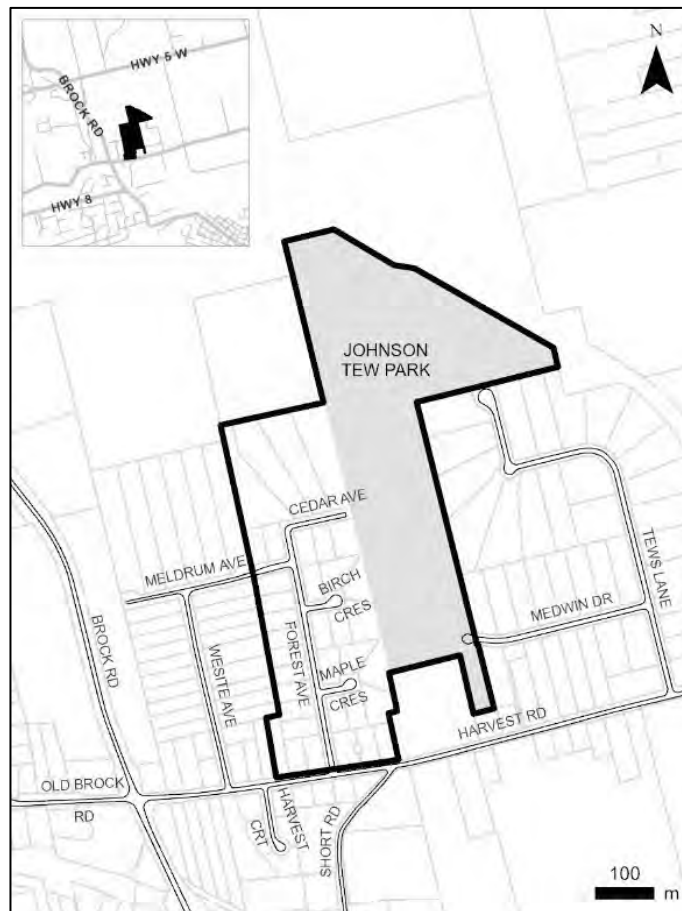 HWY 5 W
BROCK RD
HWY 8
N
JOHNSON
TEW PARK
CEDAR AVE
MELDRUM AVE
BIRCH
CRES
TEWS LANE
MEDWIN DR
BROCK RD
WESITE AVE
FOREST AVE
MAPLE
CRES
HARVEST RD
OLD BROCK
RD
HARVEST
CRT
SHORT RD
100
m